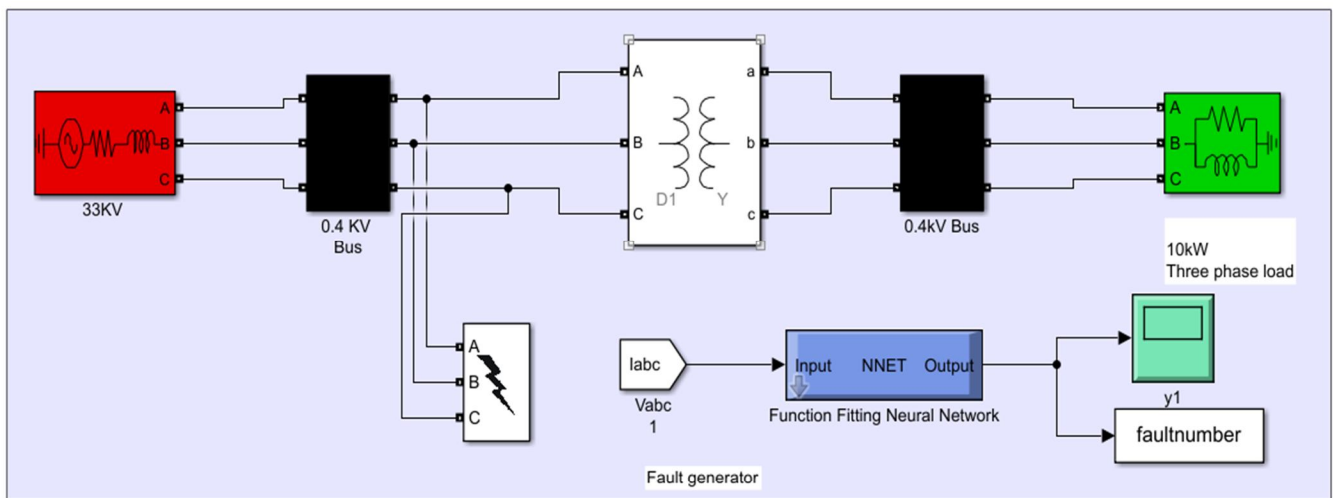 A
B
C
33KV
0.4 KV
Bus
A
B
C
D1
Y
a
b
c
0.4kV Bus
A
B
C
10kW
Three phase load
A
B
C
Iabc
Vabc
1
Input
NNET
Output
Function Fitting Neural Network
y1
faultnumber
Fault generator